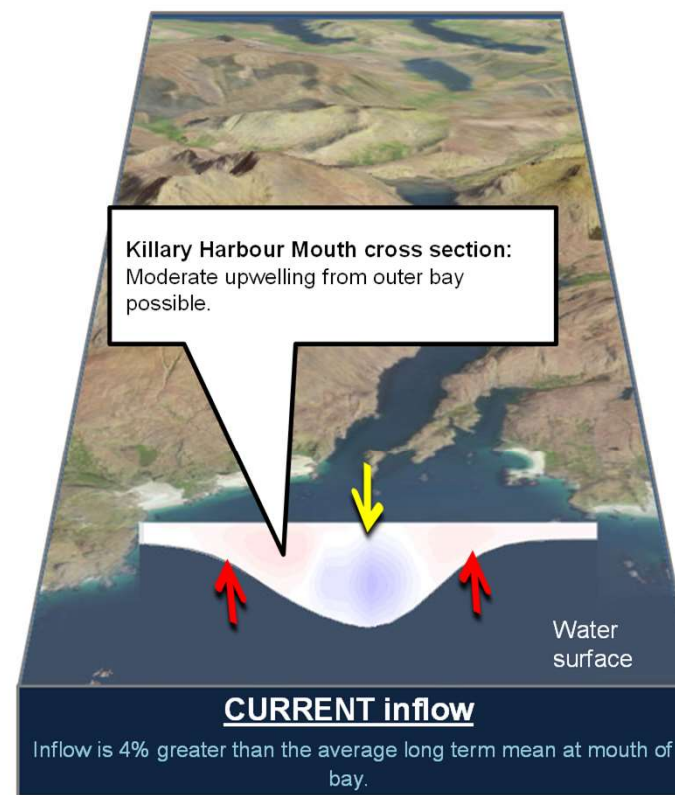 Killary Harbour Mouth cross section:
Moderate upwelling from outer bay
possible.
Water
surface
CURRENT inflow
Inflow is 4% greater than the average long term mean at mouth of
bay.